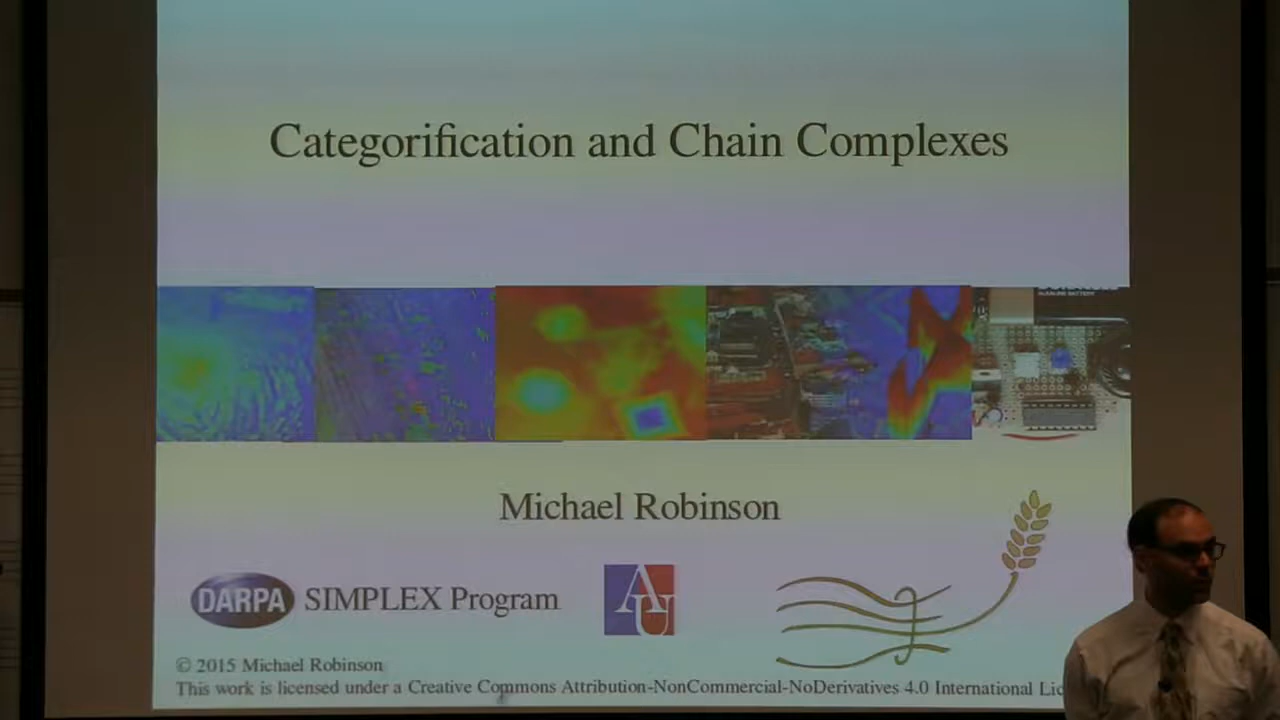 Categorification and Chain Complexes
Michael Robinson
DARPA SIMPLEX Program
AU
© 2015 Michael Robinson
This work is licensed under a Creative Commons Attribution-NonCommercial-NoDerivatives 4.0 International Lic